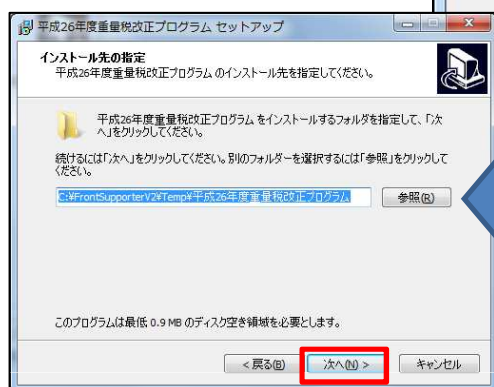 平成26年度重量税改正プログラム セットアップ
インストール先の指定
平成26年度重量税改正プログラム のインストール先を指定してください。
平成26年度重量税改正プログラム をインストールするフォルダを指定して、「次
へ」をクリックしてください。
続けるには「次へ」をクリックしてください。別のフォルダーを選択するには「参照」をクリックして
ください。
C:¥FrontSupporterV2¥Temp¥平成26年度重量税改正プログラム
参照(R)
このプログラムは最低 0.9 MB のディスク空き領域を必要とします。
< 戻る(B)
次へ(N) >
キャンセル